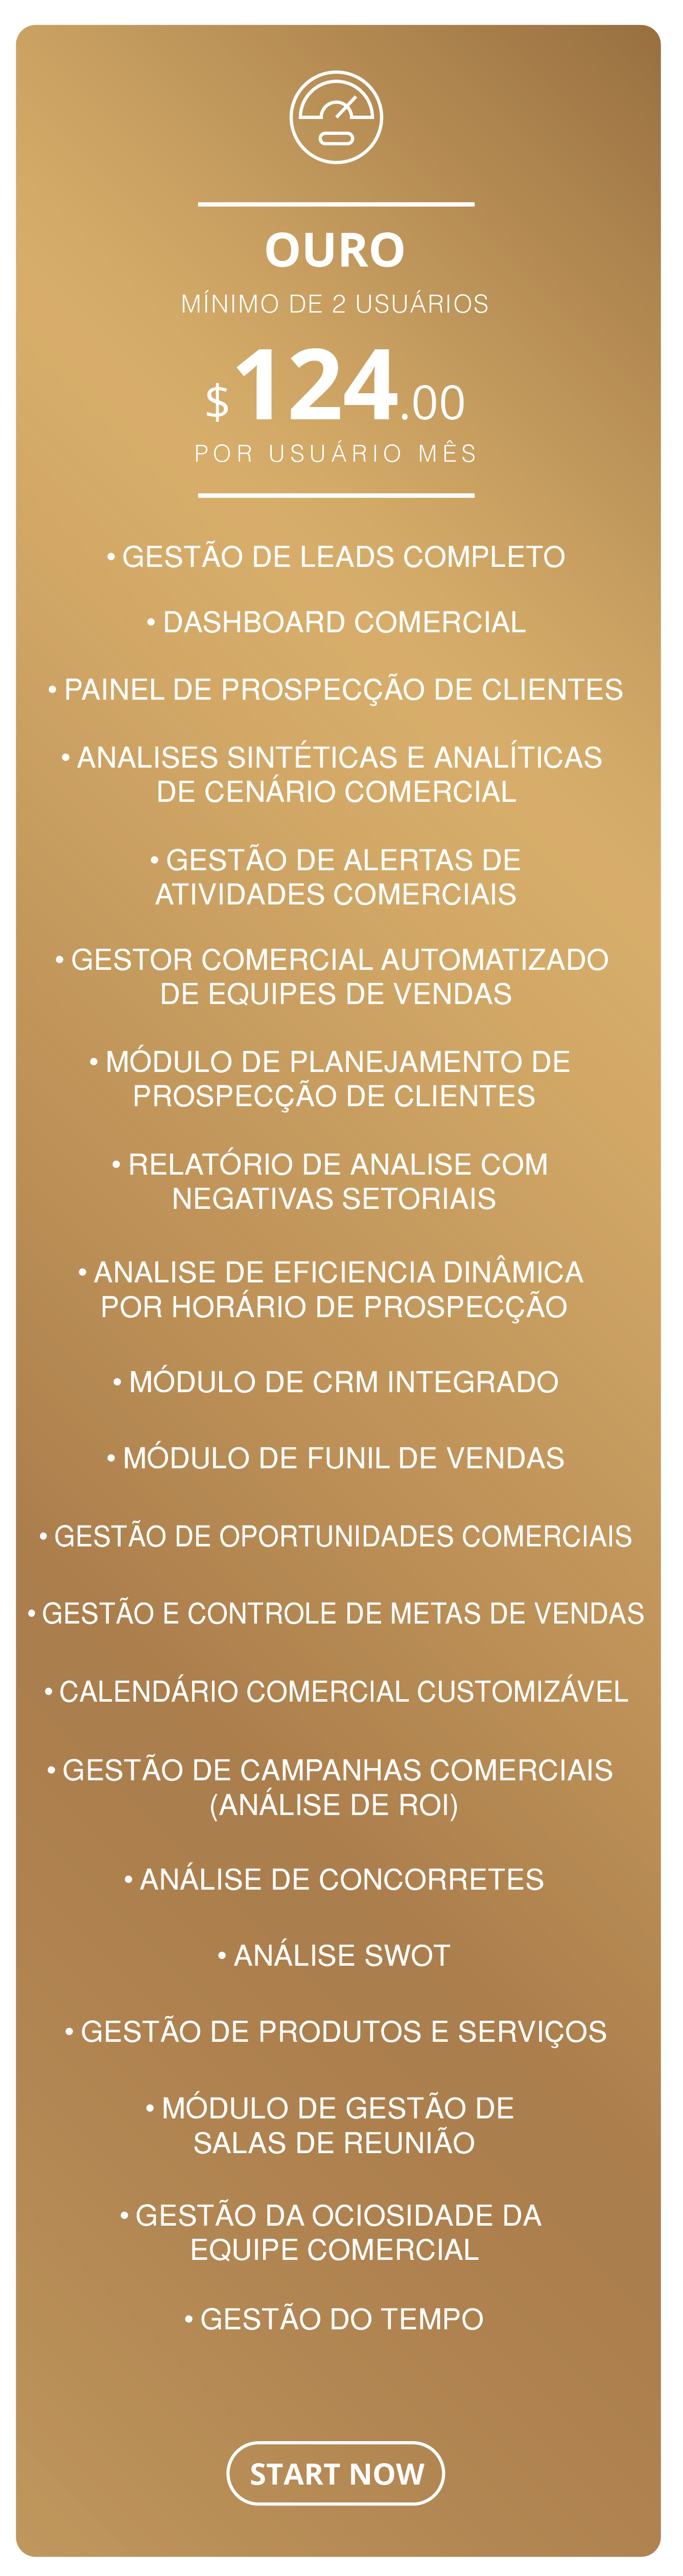 OURO
MÍNIMO DE 2 USUÁRIOS
$124.00
POR USUÁRIO MÊS
• GESTÃO DE LEADS COMPLETO
• DASHBOARD COMERCIAL
• PAINEL DE PROSPECÇÃO DE CLIENTES
• ANALISES SINTÉTICAS E ANALÍTICAS
DE CENÁRIO COMERCIAL
• GESTÃO DE ALERTAS DE
ATIVIDADES COMERCIAIS
• GESTOR COMERCIAL AUTOMATIZADO
DE EQUIPES DE VENDAS
• MÓDULO DE PLANEJAMENTO DE
PROSPECÇÃO DE CLIENTES
• RELATÓRIO DE ANALISE COM
NEGATIVAS SETORIAIS
• ANALISE DE EFICIENCIA DINÂMICA
POR HORÁRIO DE PROSPECÇÃO
• MÓDULO DE CRM INTEGRADO
• MÓDULO DE FUNIL DE VENDAS
• GESTÃO DE OPORTUNIDADES COMERCIAIS
• GESTÃO E CONTROLE DE METAS DE VENDAS
• CALENDÁRIO COMERCIAL CUSTOMIZÁVEL
• GESTÃO DE CAMPANHAS COMERCIAIS
(ANÁLISE DE ROI)
• ANÁLISE DE CONCORRETES
• ANÁLISE SWOT
• GESTÃO DE PRODUTOS E SERVIÇOS
• MÓDULO DE GESTÃO DE
SALAS DE REUNIÃO
• GESTÃO DA OCIOSIDADE DA
EQUIPE COMERCIAL
• GESTÃO DO TEMPO
START NOW